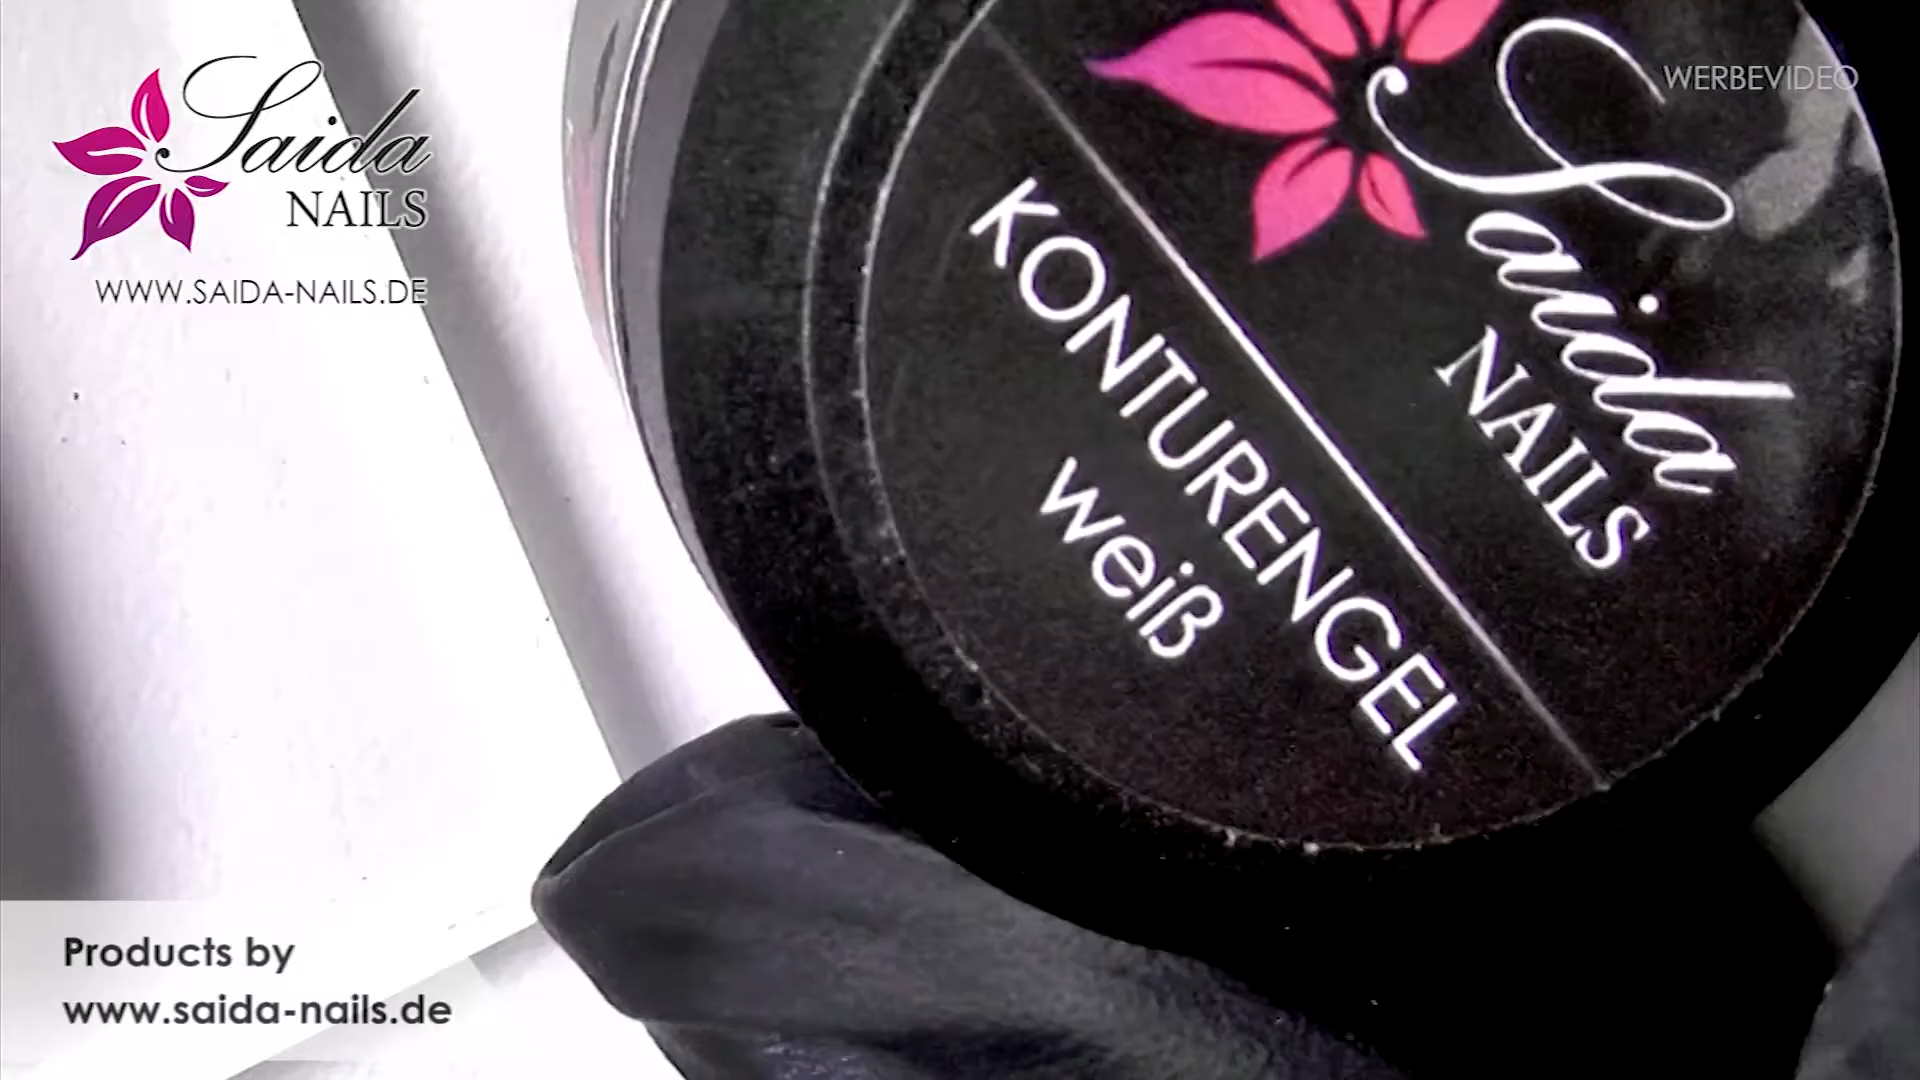 Saida
NAILS
WWW.SAIDA-NAILS.DE
WERBEVIDEO
Saida
NAILS
KONTURENGEL
weiß
Products by
www.saida-nails.de